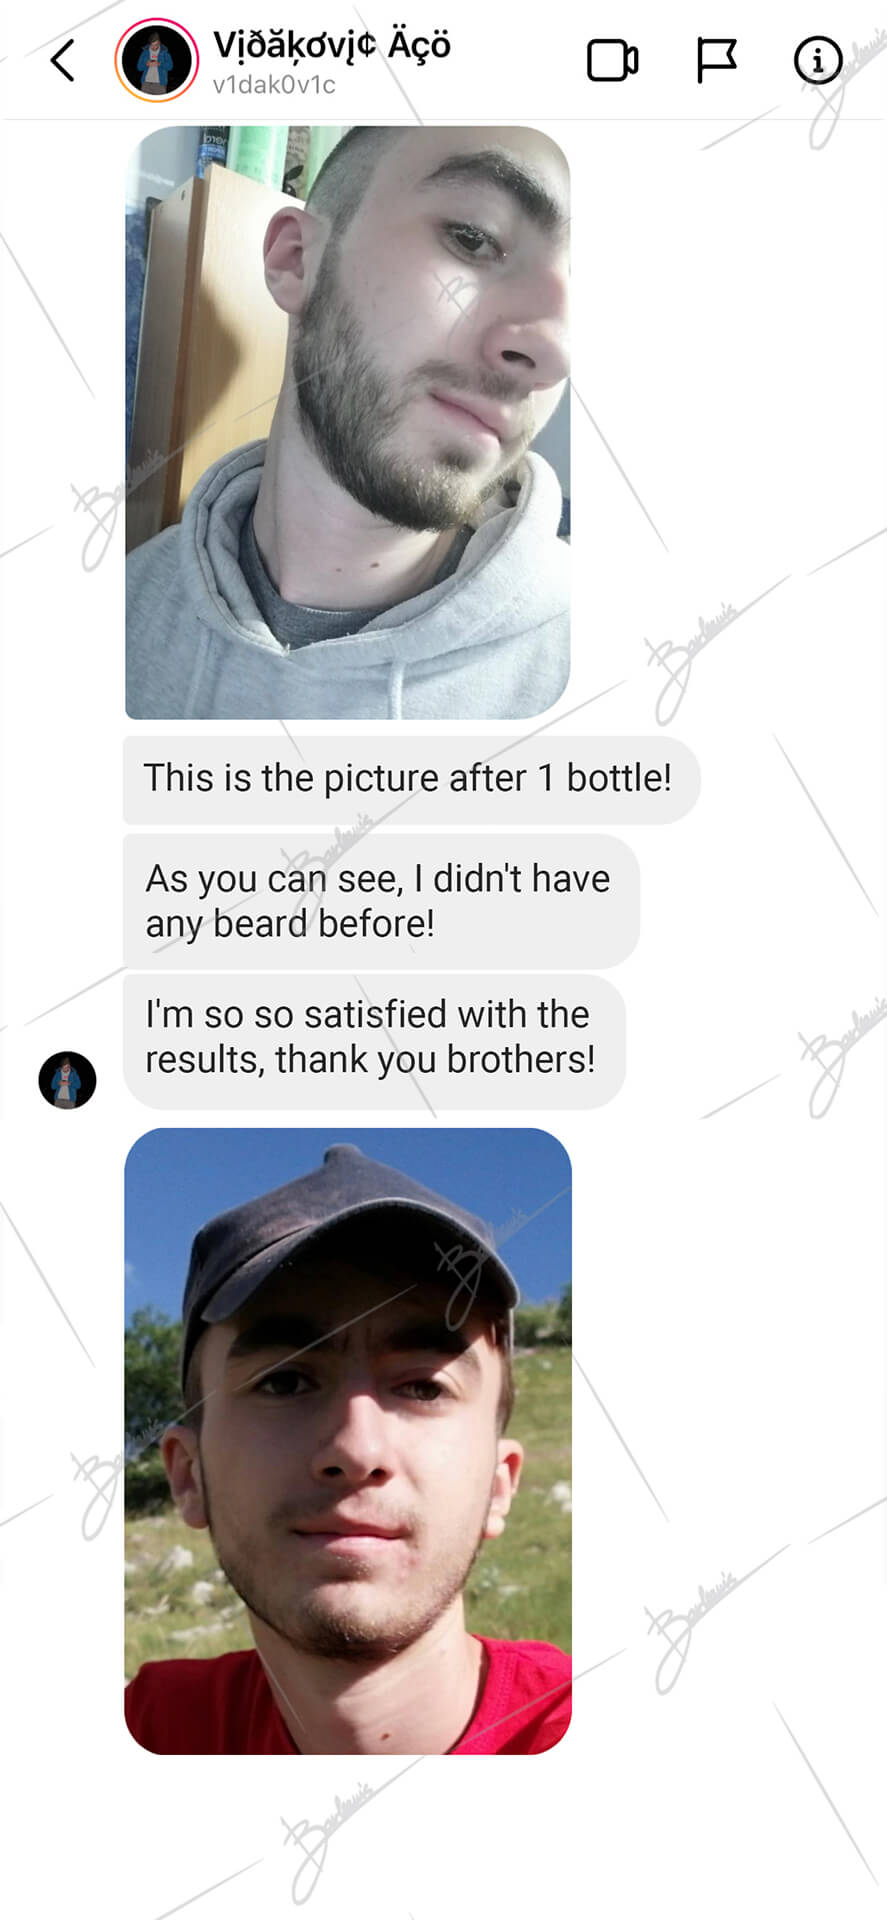 Vịðăķơvį¢ Äçö
v1dak0v1c
This is the picture after 1 bottle!
As you can see, I didn't have
any beard before!
I'm so so satisfied with the
results, thank you brothers!